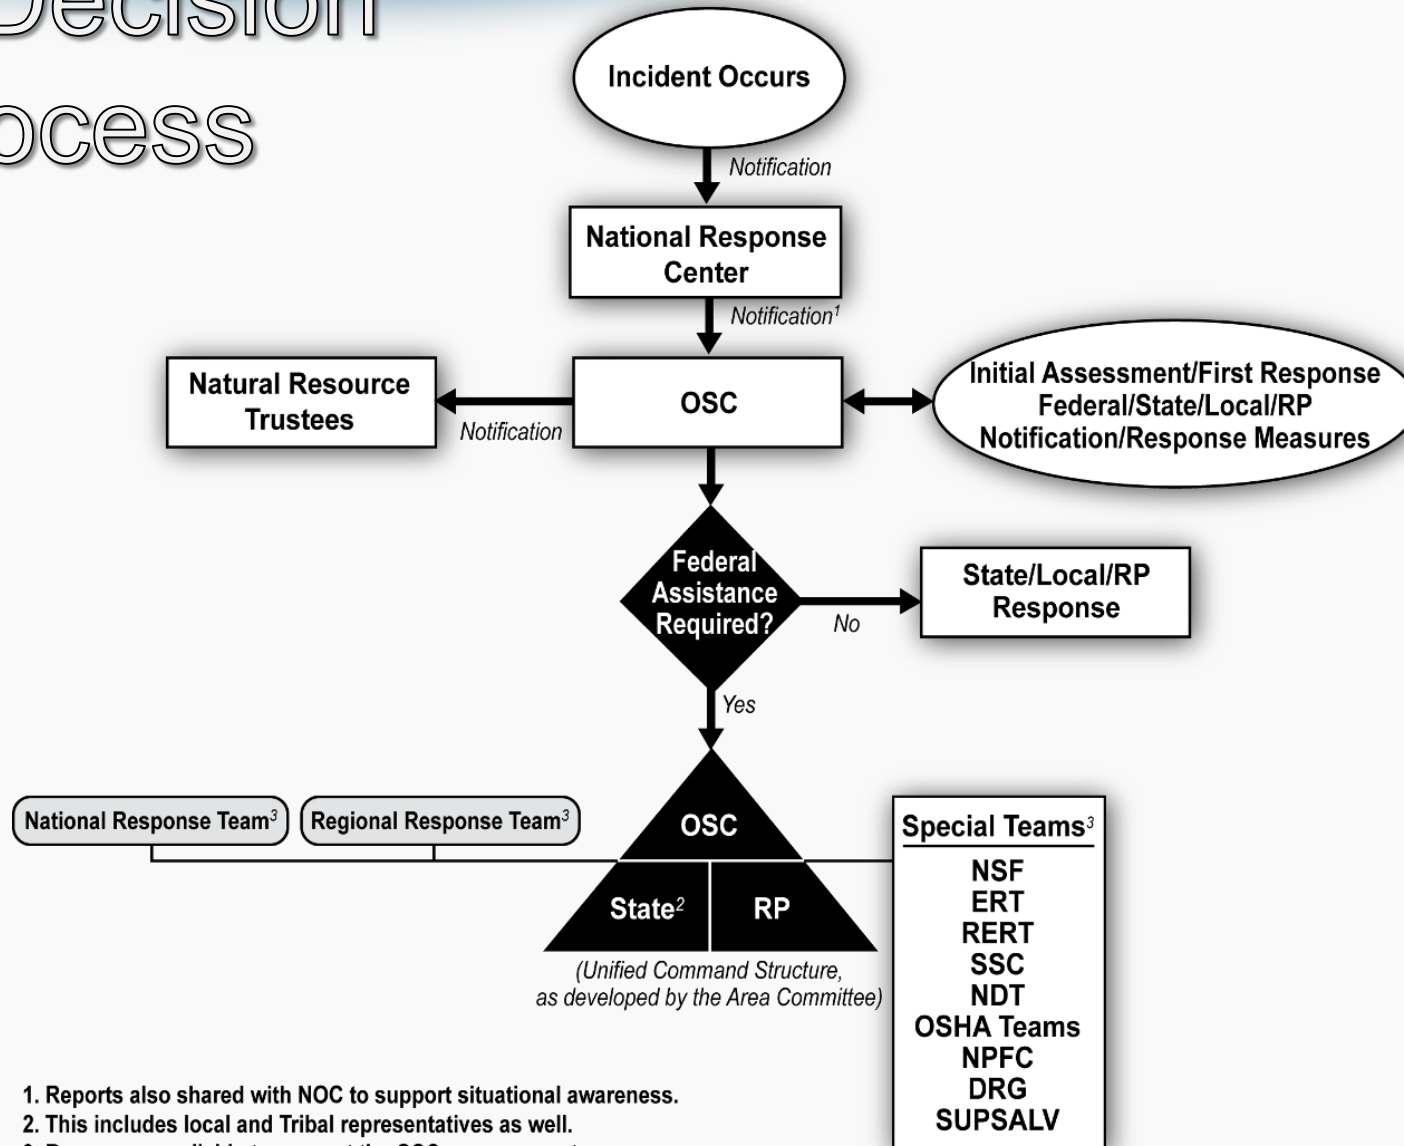 Decision
ocess
Incident Occurs
Notification
National Response
Center
Notification1
Natural Resource
Trustees
Notification
OSC
Initial Assessment/First Response
Federal/State/Local/RP
Notification/Response Measures
Federal
Assistance
Required?
No
State/Local/RP
Response
Yes
National Response Team3
Regional Response Team3
OSC
State2
RP
(Unified Command Structure,
as developed by the Area Committee)
Special Teams3
NSF
ERT
RERT
SSC
NDT
OSHA Teams
NPFC
DRG
SUPSALV
1. Reports also shared with NOC to support situational awareness.
2. This includes local and Tribal representatives as well.